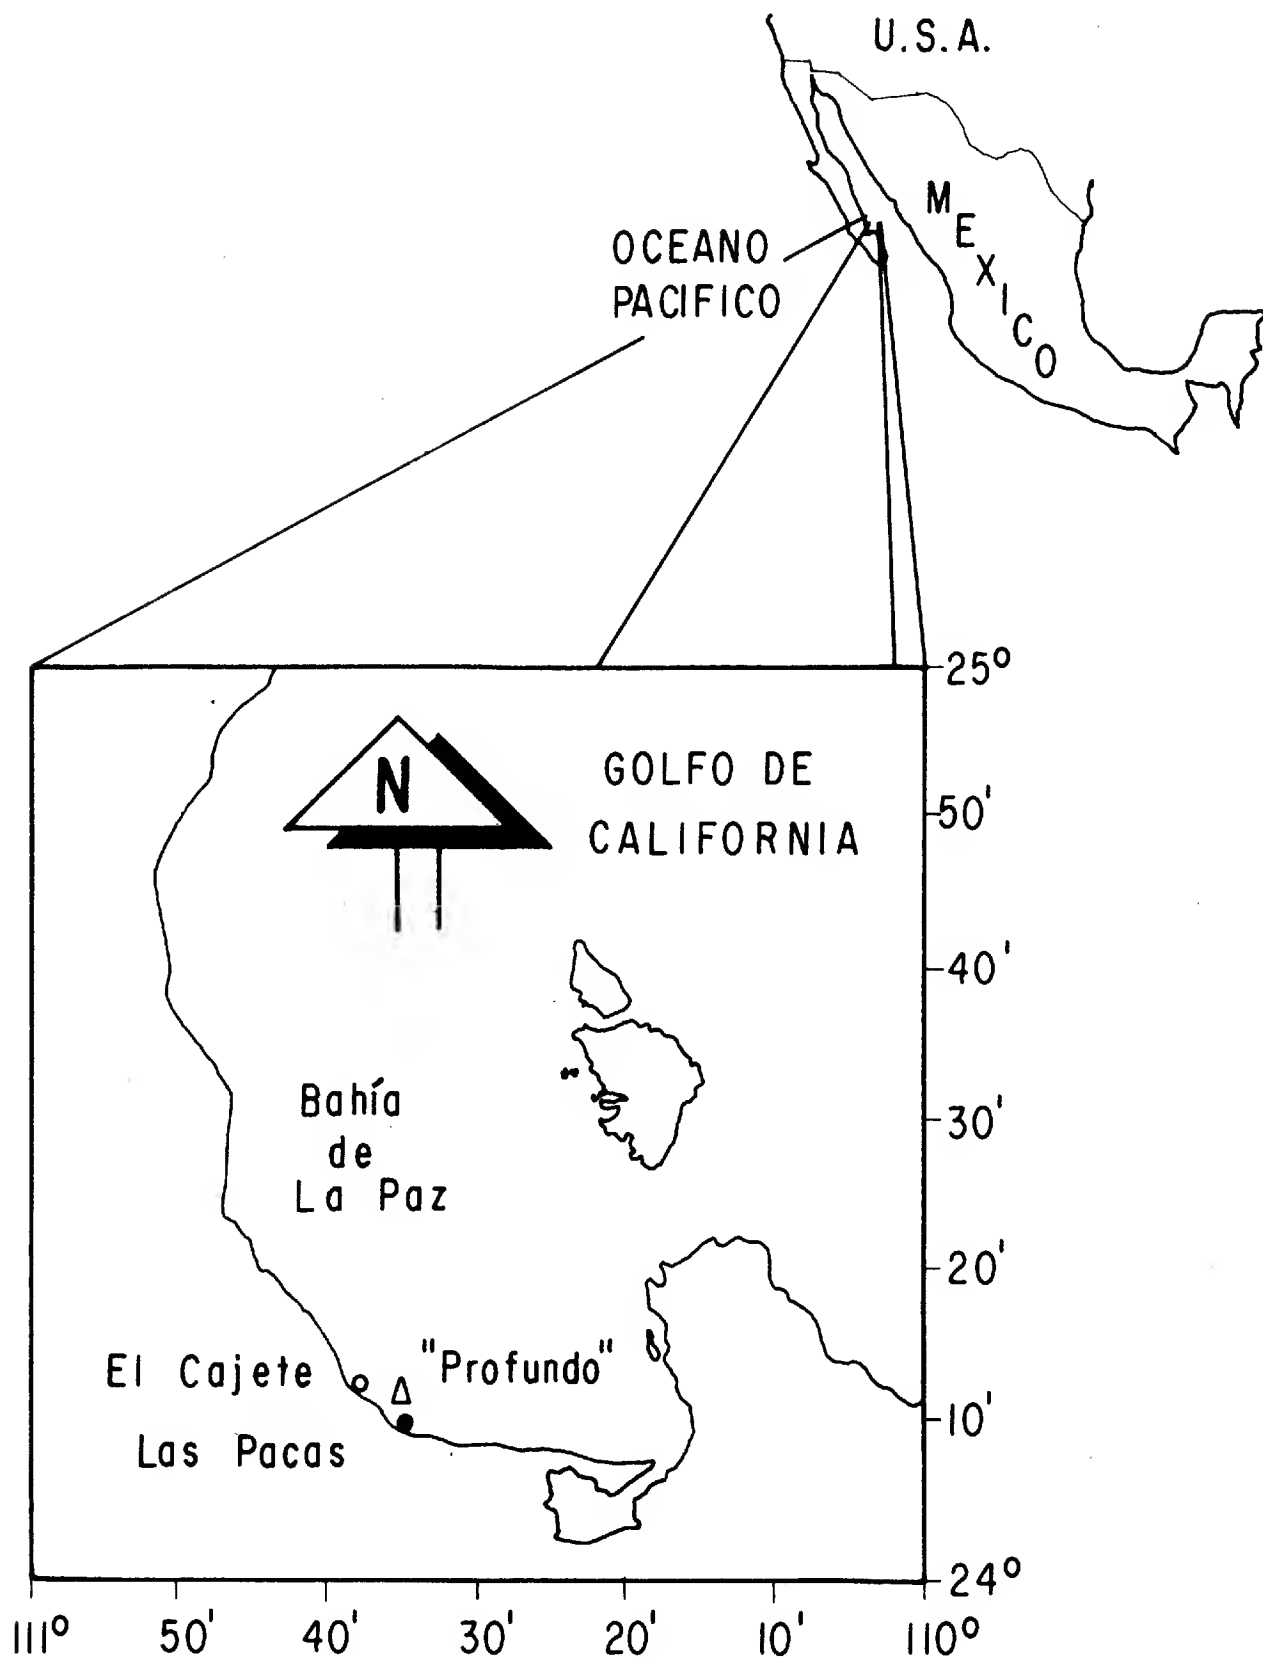 U.S.A.
MEXICO
OCEANO
PACIFICO
25°
N
GOLFO DE
CALIFORNIA
50'
40'
Bahía
de
La Paz
30'
20'
El Cajete
"Profundo"
Las Pacas
10'
24°
111° 50' 40' 30' 20' 10' 110°